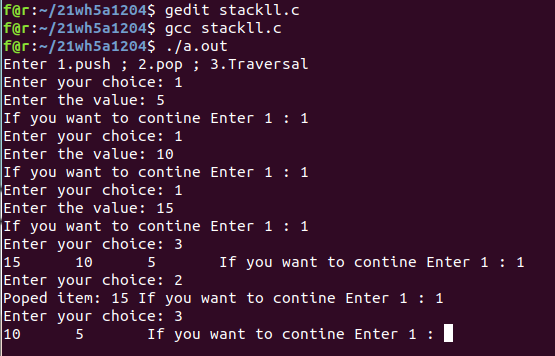 f@r:~/21wh5a1204$ gedit stackll.c
f@r:~/21wh5a1204$ gcc stackll.c
f@r:~/21wh5a1204$ ./a.out
Enter 1.push ; 2.pop ; 3.Traversal
Enter your choice: 1
Enter the value: 5
If you want to contine Enter 1 : 1
Enter your choice: 1
Enter the value: 10
If you want to contine Enter 1 : 1
Enter your choice: 1
Enter the value: 15
If you want to contine Enter 1 : 1
Enter your choice: 3
15      10      5       If you want to contine Enter 1 : 1
Enter your choice: 2
Poped item: 15 If you want to contine Enter 1 : 1
Enter your choice: 3
10      5       If you want to contine Enter 1 :